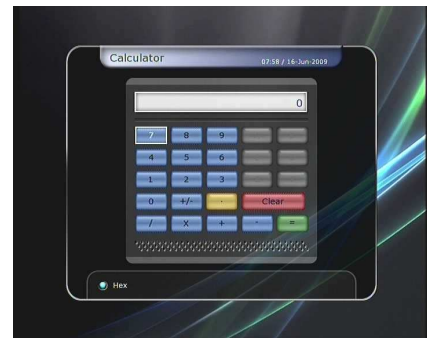 Calculator
07:58 / 16-Jun-2009
0
7 8 9
4 5 6
1 2 3
0 +/- . Clear
/ X + - =
Hex